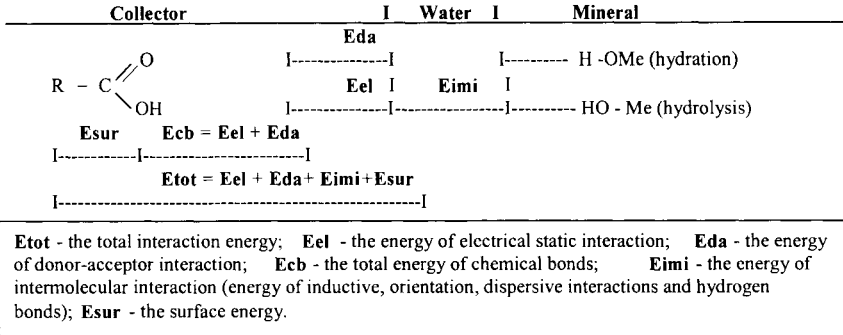 Collector I Water I Mineral
Eda
O I---------------I I---------- H -OMe (hydration)
R – C Eel I Eimi I
OH I---------------I-----------------I---------- HO - Me (hydrolysis)
Esur Ecb = Eel + Eda
I------------I-------------------------I
Etot = Eel + Eda+ Eimi+Esur
I-------------------------------------------------------I
Etot - the total interaction energy; Eel - the energy of electrical static interaction; Eda - the energy
of donor-acceptor interaction; Ecb - the total energy of chemical bonds; Eimi - the energy of
intermolecular interaction (energy of inductive, orientation, dispersive interactions and hydrogen
bonds); Esur - the surface energy.